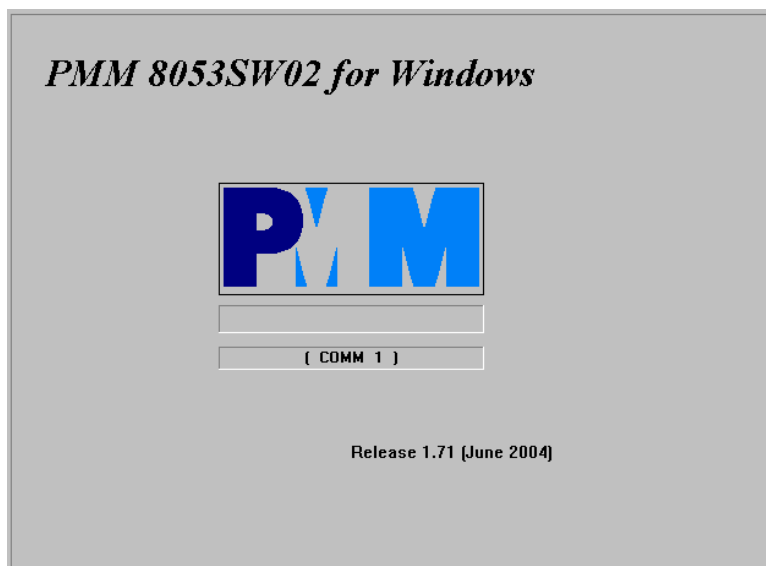 PMM 8053SW02 for Windows
PMM
( COMM 1 )
Release 1.71 (June 2004)